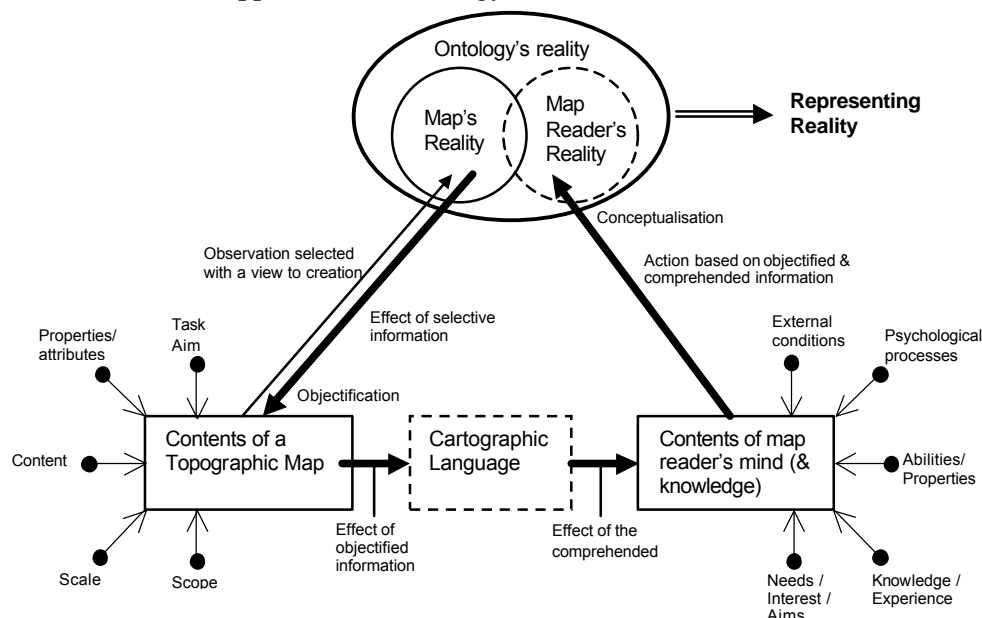 Ontology's reality
Map's
Reality
Map
Reader's
Reality
Representing
Reality
Conceptualisation
Observation selected
with a view to creation
Action based on objectified &
comprehended information
Effect of selective
information
Objectification
Properties/
attributes
Task
Aim
External
conditions
Psychological
processes
Content
Contents of a
Topographic Map
Cartographic
Language
Contents of map
reader's mind (&
knowledge)
Abilities/
Properties
Effect of
objectified
information
Effect of the
comprehended
Scale
Scope
Needs /
Interest /
Aims
Knowledge /
Experience